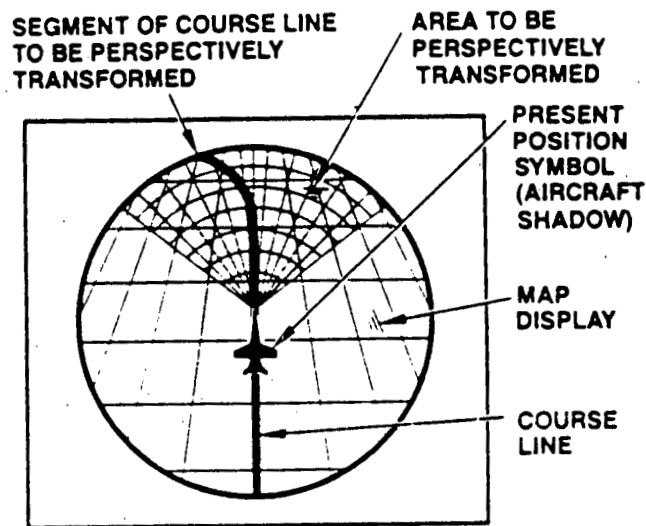 SEGMENT OF COURSE LINE
TO BE PERSPECTIVELY
TRANSFORMED
AREA TO BE
PERSPECTIVELY
TRANSFORMED
PRESENT
POSITION
SYMBOL
(AIRCRAFT
SHADOW)
MAP
DISPLAY
COURSE
LINE